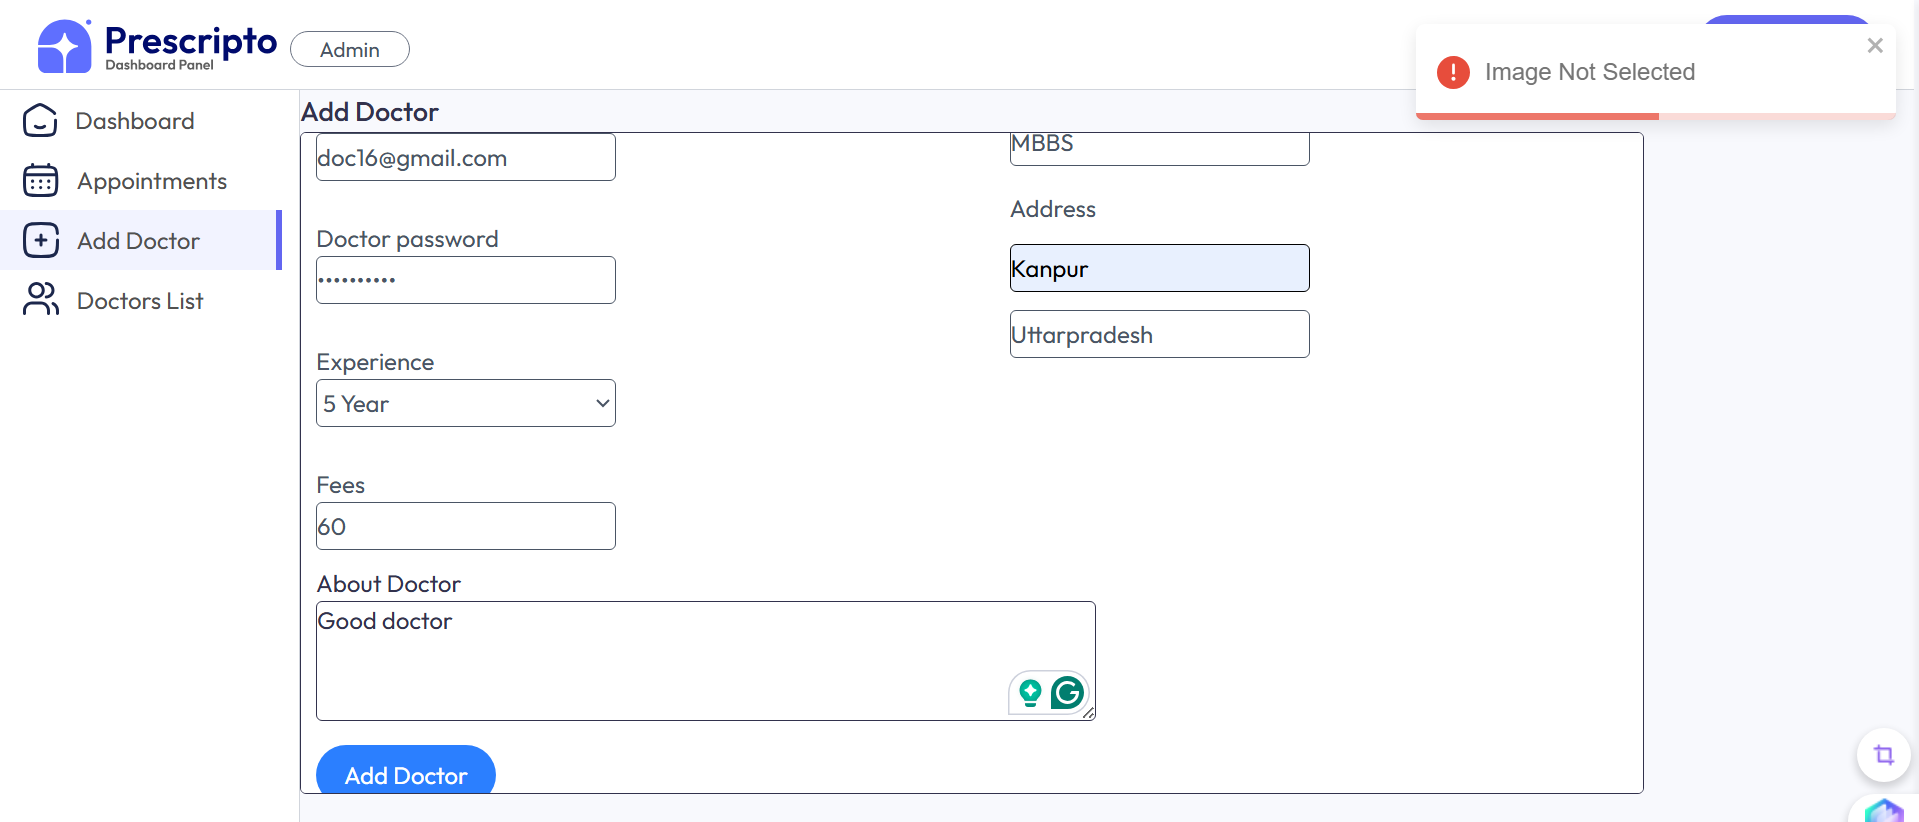 Prescripto
Dashboard Panel
Admin
Image Not Selected
Dashboard
Appointments
Add Doctor
Doctors List
Add Doctor
doc16@gmail.com
Doctor password
••••••••••
Experience
5 Year
Fees
60
MBBS
Address
Kanpur
Uttarpradesh
About Doctor
Good doctor
Add Doctor